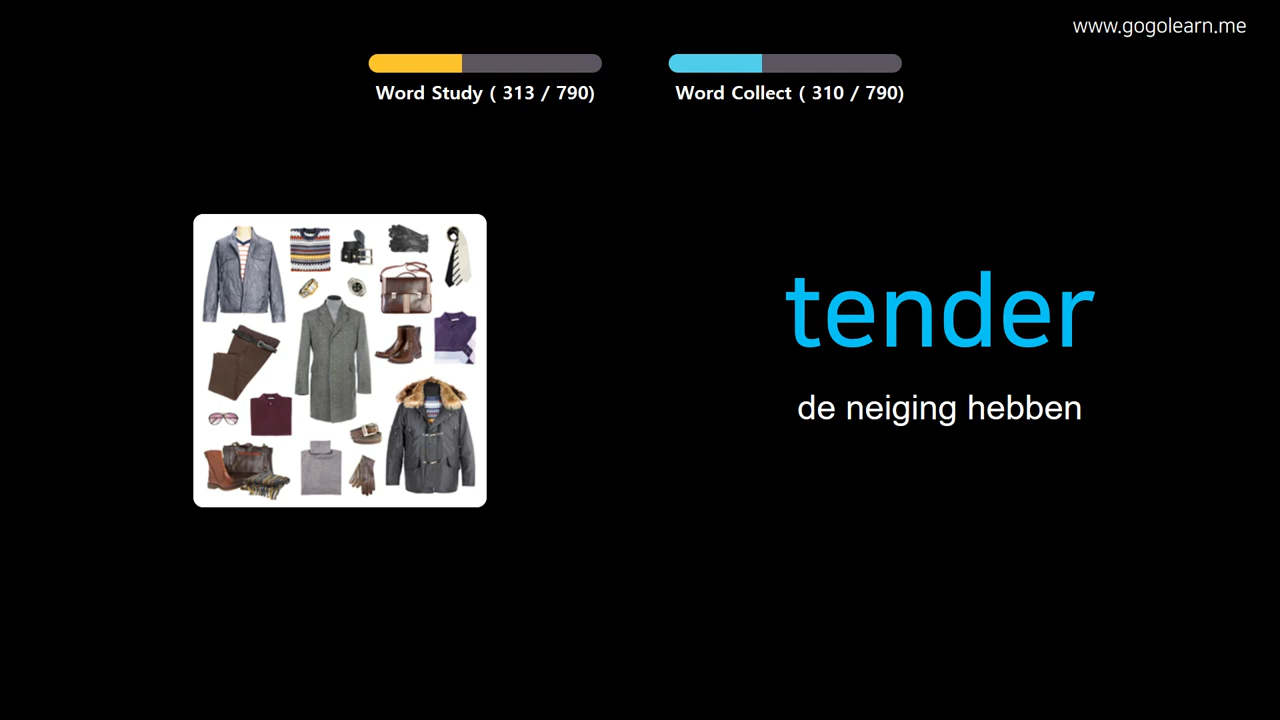 www.gogolearn.me
Word Study ( 313 / 790)
Word Collect ( 310 / 790)
tender
de neiging hebben